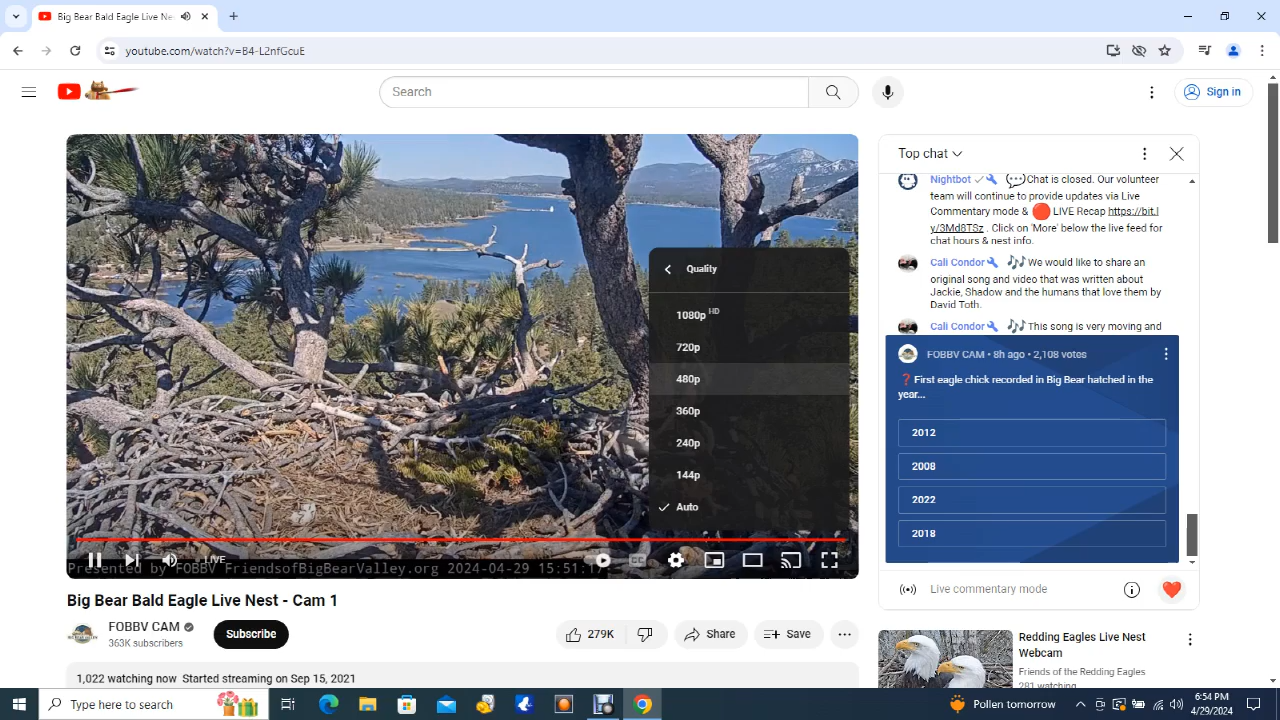 Big Bear Bald Eagle Live Ne
youtube.com/watch?v=B4-L2nfGcuE
Search
Sign in
Quality
1080p HD
720p
480p
360p
240p
144p
Auto
LIVE
Presented by FOBBV FriendsofBigBearValley.org 2024-04-29 15:51:17
Big Bear Bald Eagle Live Nest - Cam 1
FOBBV CAM
363K subscribers
Subscribe
279K
Share
Save
1,022 watching now Started streaming on Sep 15, 2021
Top chat
Nightbot Chat is closed. Our volunteer
team will continue to provide updates via Live
Commentary mode & LIVE Recap https://bit.l
y/3Md8TSz . Click on 'More' below the live feed for
chat hours & nest info.
Cali Condor We would like to share an
original song and video that was written about
Jackie, Shadow and the humans that love them by
David Toth.
Cali Condor This song is very moving and
FOBBV CAM • 8h ago • 2,108 votes
❓First eagle chick recorded in Big Bear hatched in the
year...
2012
2008
2022
2018
Live commentary mode
Redding Eagles Live Nest
Webcam
Friends of the Redding Eagles
281 watching
Type here to search
Pollen tomorrow
6:54 PM
4/29/2024